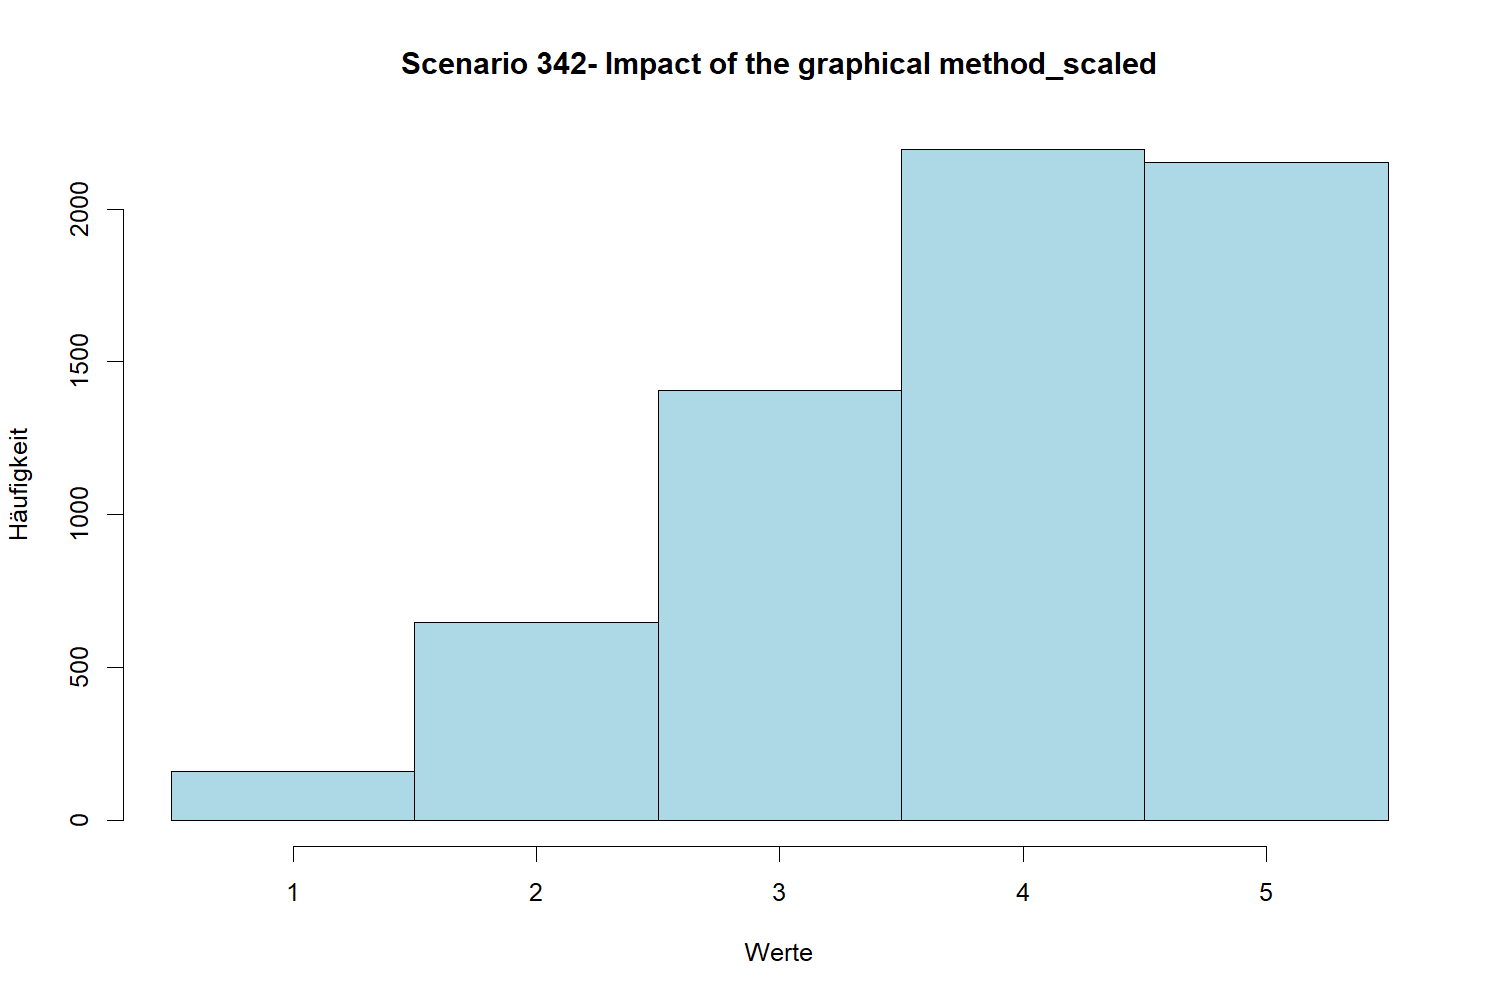 Scenario 342- Impact of the graphical method_scaled
Häufigkeit
2000
1500
1000
500
0
1 2 3 4 5
Werte